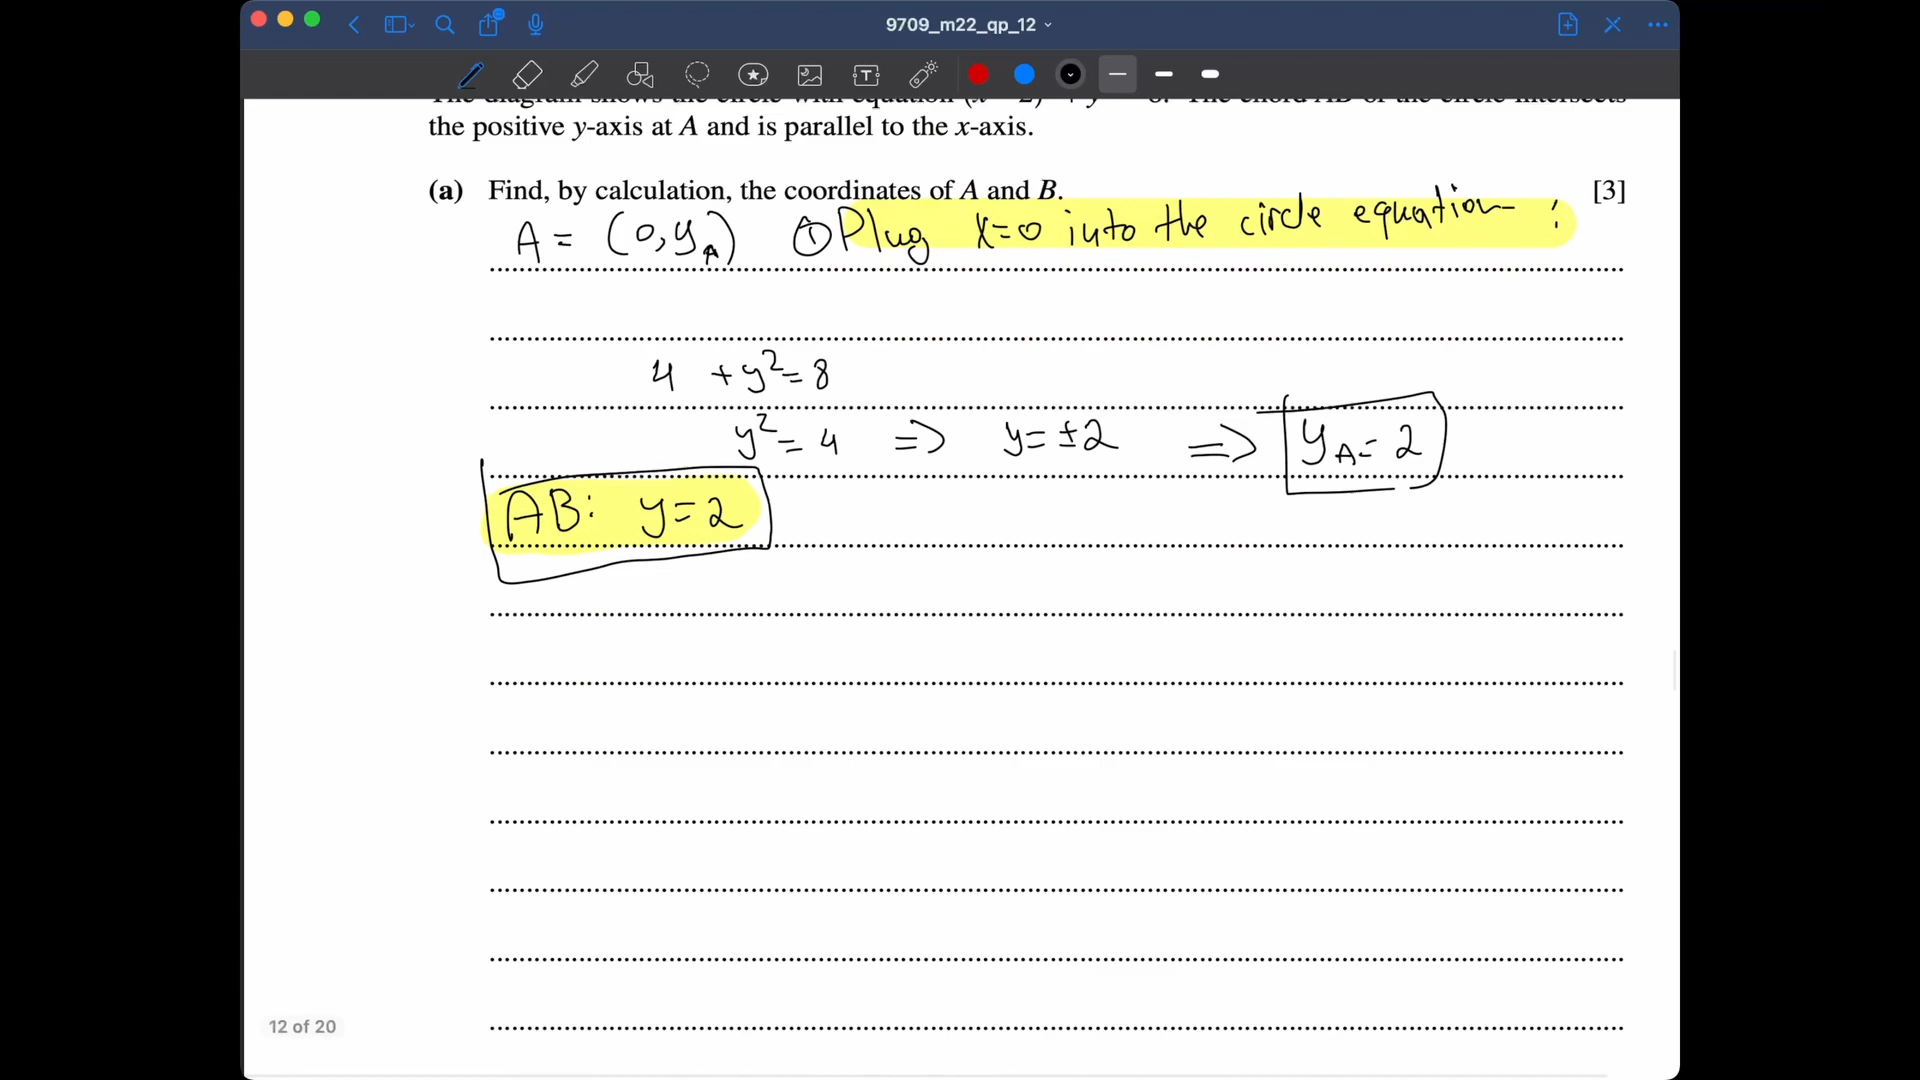 9709_m22_qp_12
the positive y-axis at A and is parallel to the x-axis.
(a) Find, by calculation, the coordinates of A and B. [3]
A = (0, y_A) ① Plug x=0 into the circle equation :
4 + y² = 8
y² = 4 => y = ±2 => y_A = 2
AB: y = 2
12 of 20